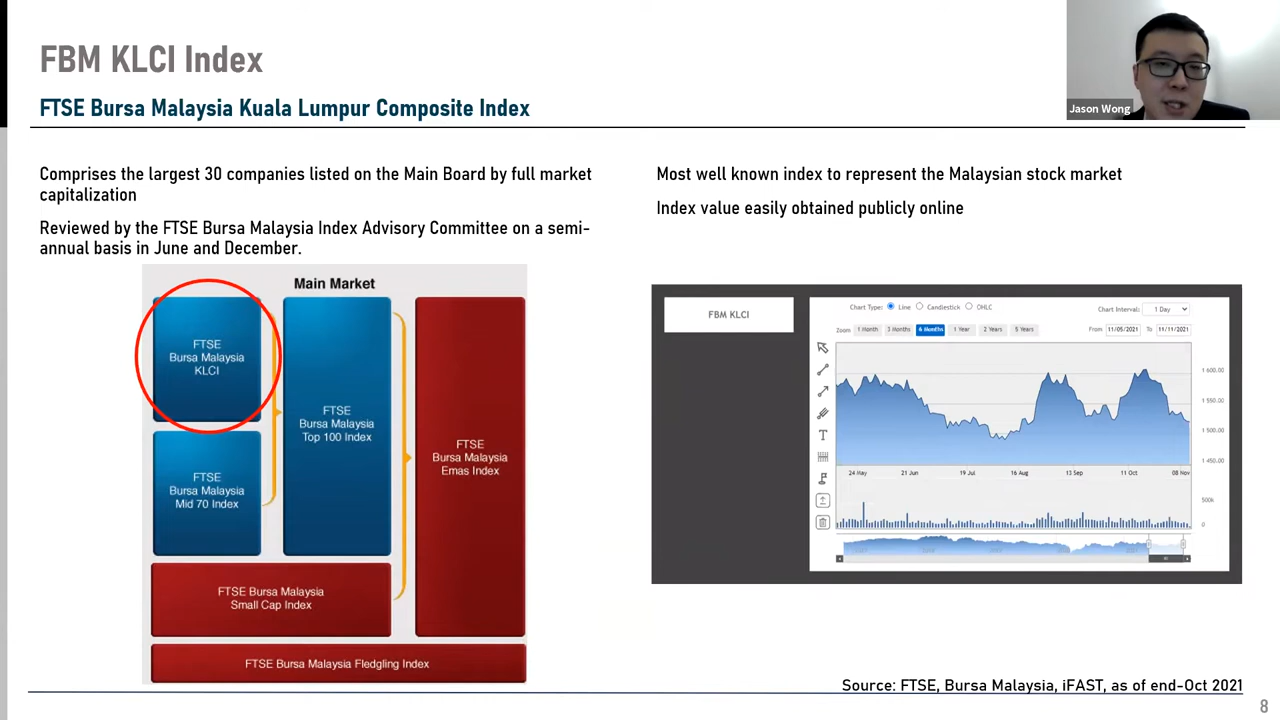 FBM KLCI Index
FTSE Bursa Malaysia Kuala Lumpur Composite Index
Jason Wong
Comprises the largest 30 companies listed on the Main Board by full market
capitalization
Reviewed by the FTSE Bursa Malaysia Index Advisory Committee on a semi-
annual basis in June and December.
Main Market
FTSE
Bursa Malaysia
KLCI
FTSE
Bursa Malaysia
Mid 70 Index
FTSE
Bursa Malaysia
Top 100 Index
FTSE
Bursa Malaysia
Emas Index
FTSE Bursa Malaysia
Small Cap Index
FTSE Bursa Malaysia Fledgling Index
Most well known index to represent the Malaysian stock market
Index value easily obtained publicly online
FBM KLCI
Chart Type: Line Candlestick OHLC
Chart Interval: 1 Day
Zoom 1 Month 3 Months 6 Months 1 Year 2 Years 5 Years
From 11/05/2021 To 11/11/2021
T
1 600.00
1 550.00
1 500.00
1 450.00
24 May 21 Jun 19 Jul 16 Aug 13 Sep 11 Oct 08 Nov
500k
0
Source: FTSE, Bursa Malaysia, iFAST, as of end-Oct 2021
8